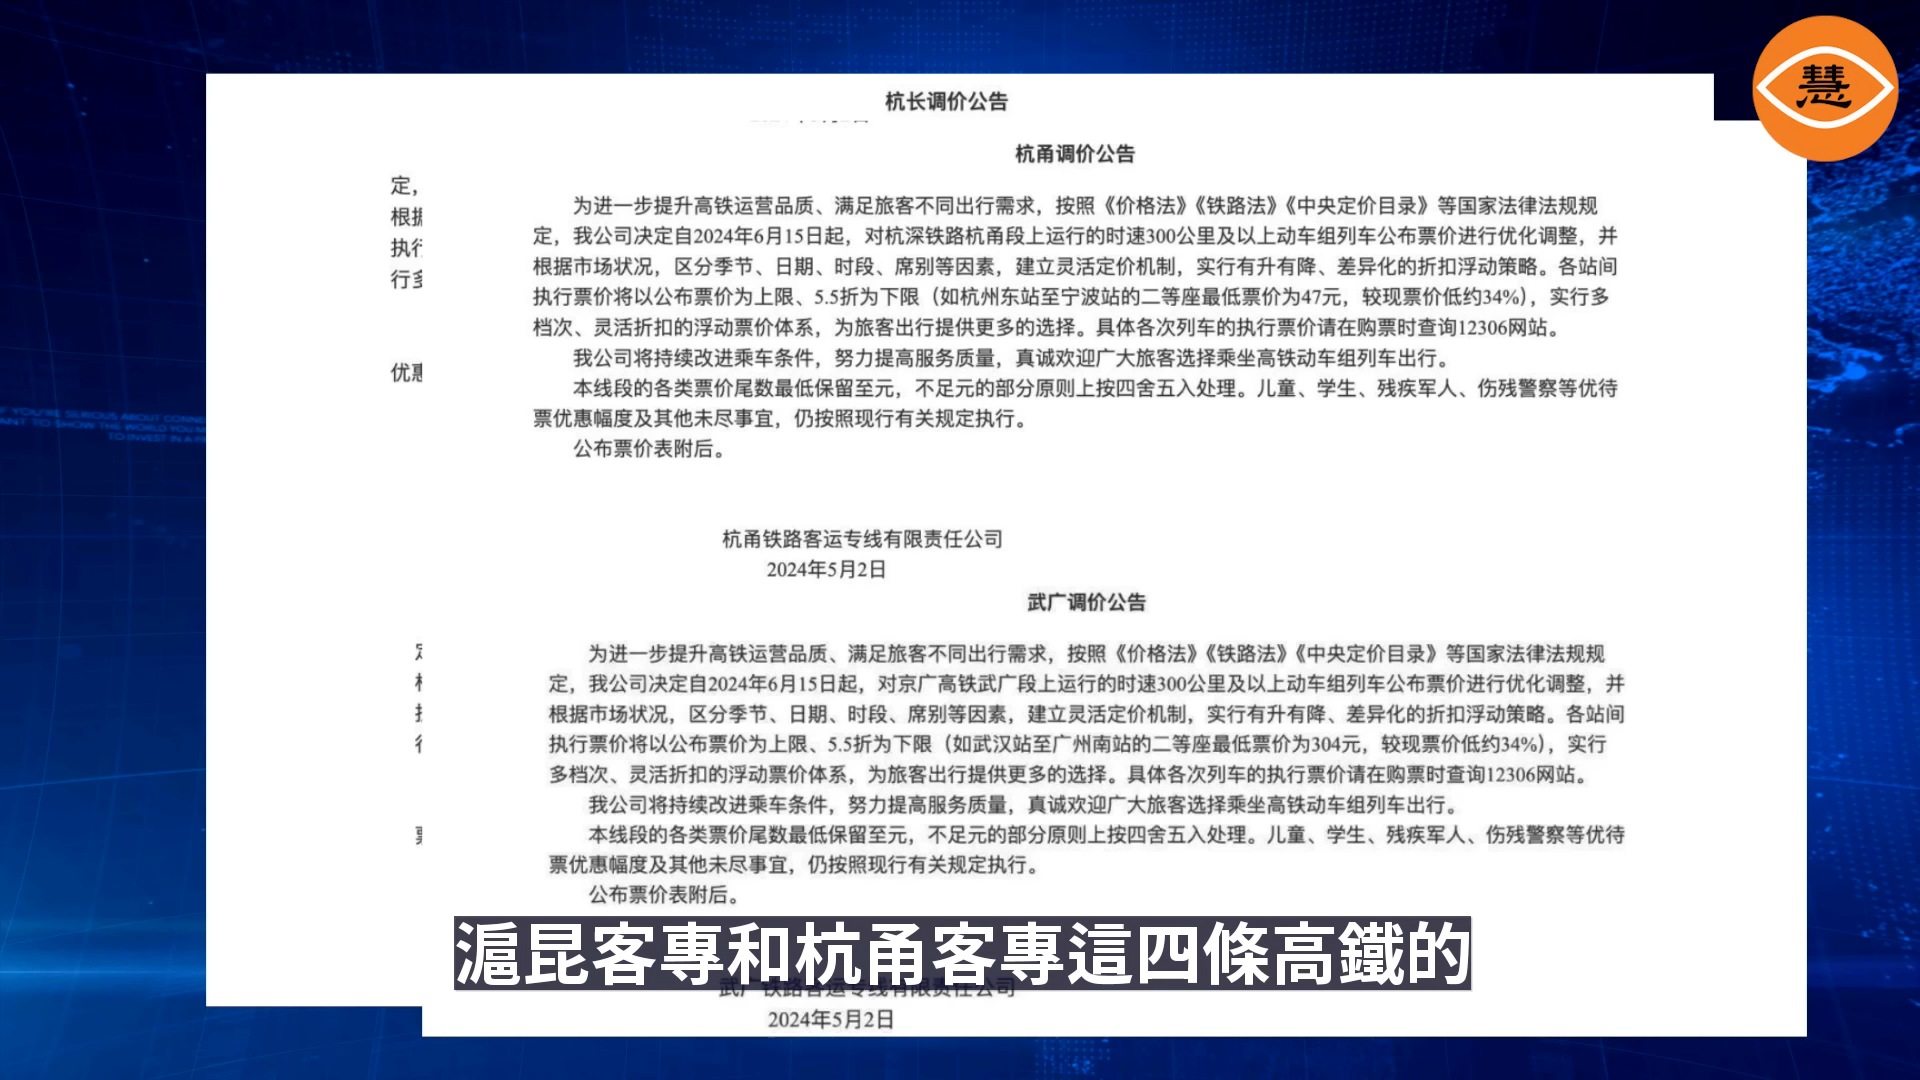 慧
杭长调价公告
杭甬调价公告
定，
根据
执行
行多
优惠
为进一步提升高铁运营品质、满足旅客不同出行需求，按照《价格法》《铁路法》《中央定价目录》等国家法律法规规
定，我公司决定自2024年6月15日起，对杭深铁路杭甬段上运行的时速300公里及以上动车组列车公布票价进行优化调整，并
根据市场状况，区分季节、日期、时段、席别等因素，建立灵活定价机制，实行有升有降、差异化的折扣浮动策略。各站间
执行票价将以公布票价为上限、5.5折为下限（如杭州东站至宁波站的二等座最低票价为47元，较现票价低约34%），实行多
档次、灵活折扣的浮动票价体系，为旅客出行提供更多的选择。具体各次列车的执行票价请在购票时查询12306网站。
我公司将持续改进乘车条件，努力提高服务质量，真诚欢迎广大旅客选择乘坐高铁动车组列车出行。
本线段的各类票价尾数最低保留至元，不足元的部分原则上按四舍五入处理。儿童、学生、残疾军人、伤残警察等优待
票优惠幅度及其他未尽事宜，仍按照现行有关规定执行。
公布票价表附后。
杭甬铁路客运专线有限责任公司
2024年5月2日
武广调价公告
为进一步提升高铁运营品质、满足旅客不同出行需求，按照《价格法》《铁路法》《中央定价目录》等国家法律法规规
定，我公司决定自2024年6月15日起，对京广高铁武广段上运行的时速300公里及以上动车组列车公布票价进行优化调整，并
根据市场状况，区分季节、日期、时段、席别等因素，建立灵活定价机制，实行有升有降、差异化的折扣浮动策略。各站间
执行票价将以公布票价为上限、5.5折为下限（如武汉站至广州南站的二等座最低票价为304元，较现票价低约34%），实行
多档次、灵活折扣的浮动票价体系，为旅客出行提供更多的选择。具体各次列车的执行票价请在购票时查询12306网站。
我公司将持续改进乘车条件，努力提高服务质量，真诚欢迎广大旅客选择乘坐高铁动车组列车出行。
本线段的各类票价尾数最低保留至元，不足元的部分原则上按四舍五入处理。儿童、学生、残疾军人、伤残警察等优待
票优惠幅度及其他未尽事宜，仍按照现行有关规定执行。
公布票价表附后。
滬昆客專和杭甬客專這四條高鐵的
武广铁路客运专线有限责任公司
2024年5月2日